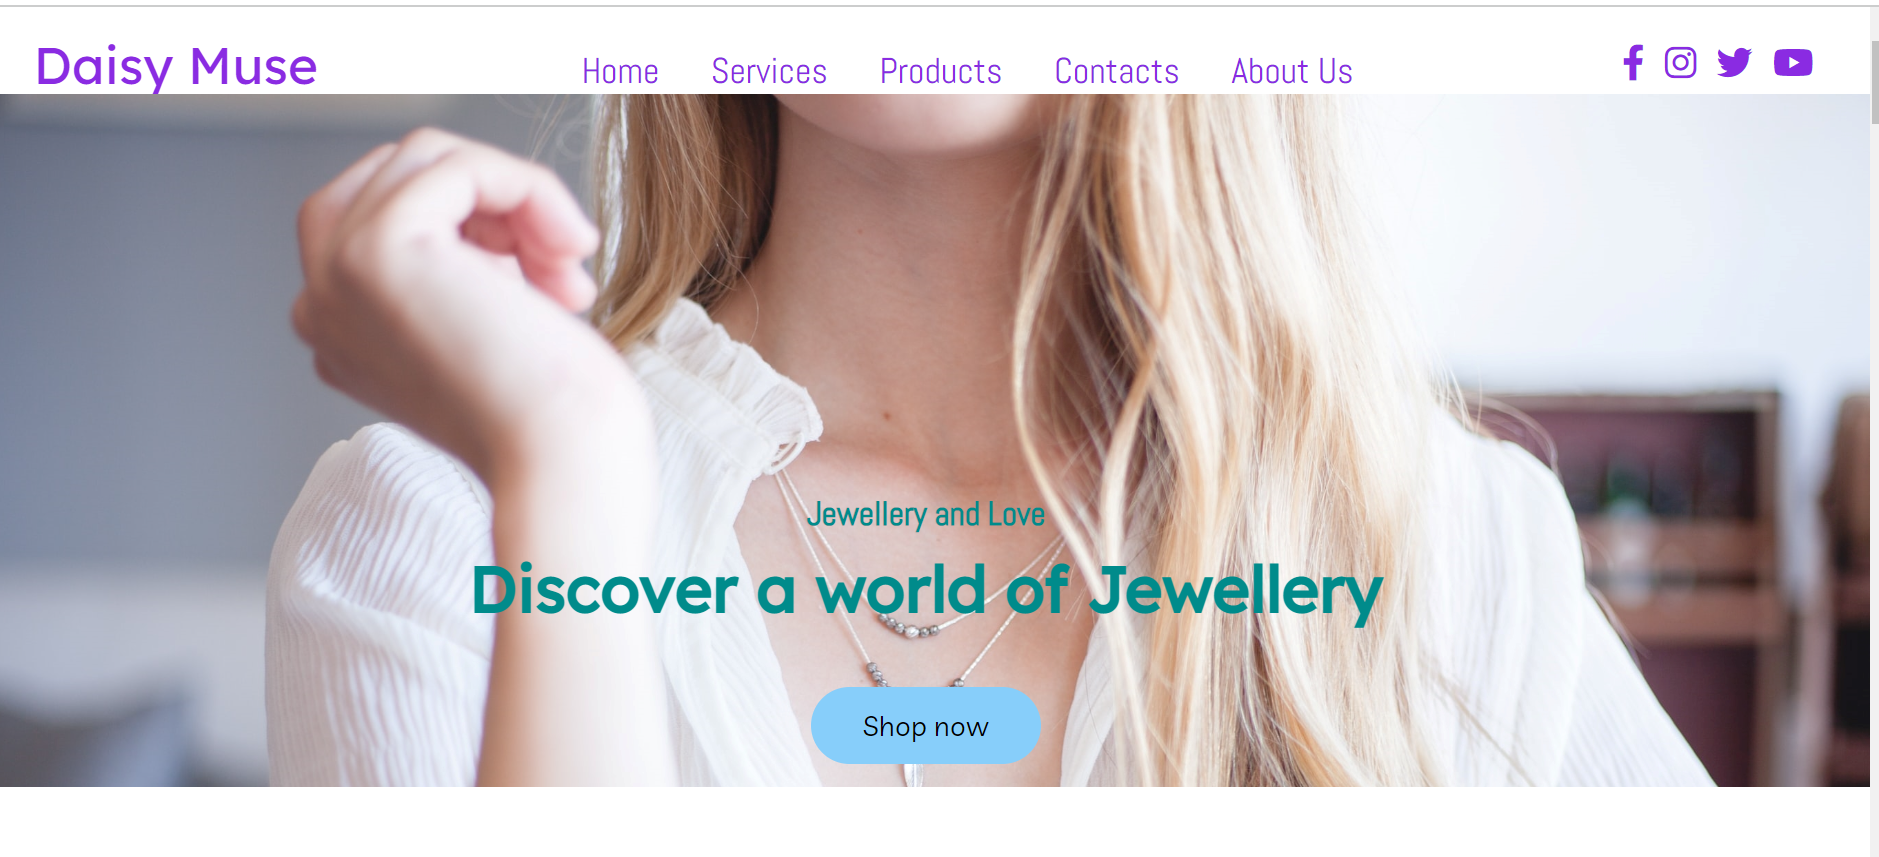 Daisy Muse Home Services Products Contacts About Us
Jewellery and Love
Discover a world of Jewellery
Shop now